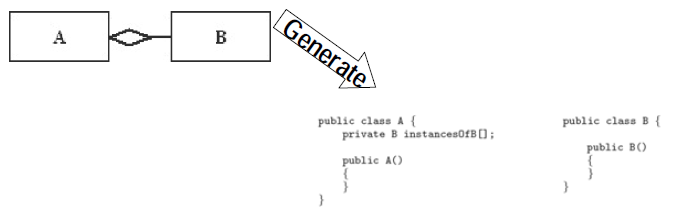 A
B
Generate
public class A {
private B instancesOfB[];
public A()
{
}
}
public class B {
public B()
{
}
}